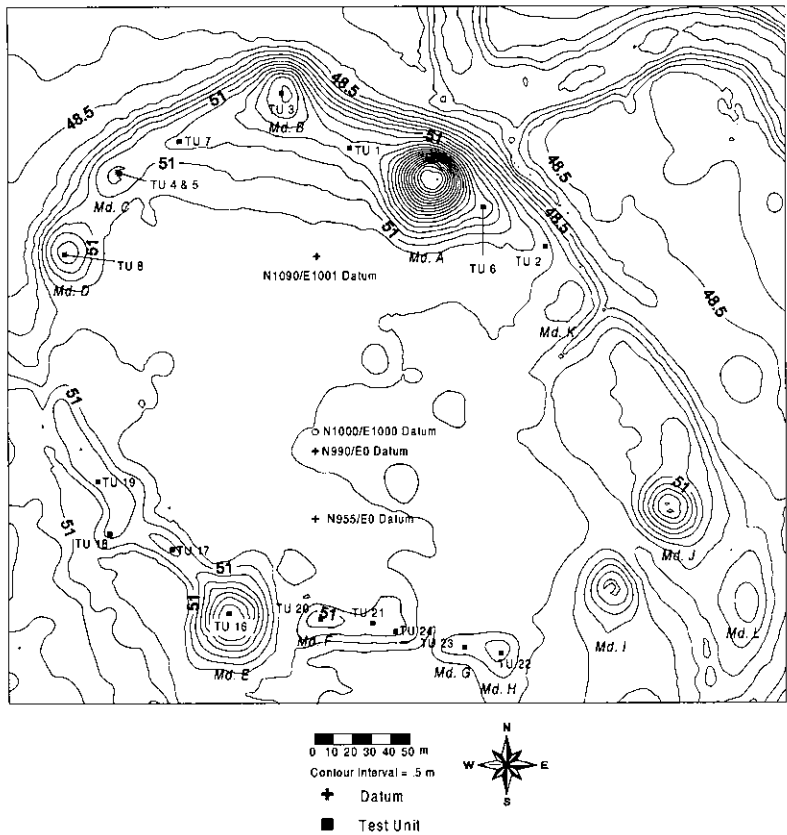 48.5
51
TU 3
Md. B
TU 7
TU 1
51
51
TU 4 & 5
Md. C
48.5
51
TU 8
Md. D
51
Md. A
TU 6
TU 2
48.5
48.5
N1090/E1001 Datum
Md. K
51
N1000/E1000 Datum
N990/E0 Datum
TU 19
51
Md. J
N955/E0 Datum
51
TU 18
TU 17
51
51
TU 16
Md. E
TU 20
51
TU 21
Md. F
TU 24
TU 23
TU 22
Md. G
Md. H
Md. I
Md. L
0 10 20 30 40 50 m
Contour Interval = .5 m
Datum
Test Unit
N
W E
S